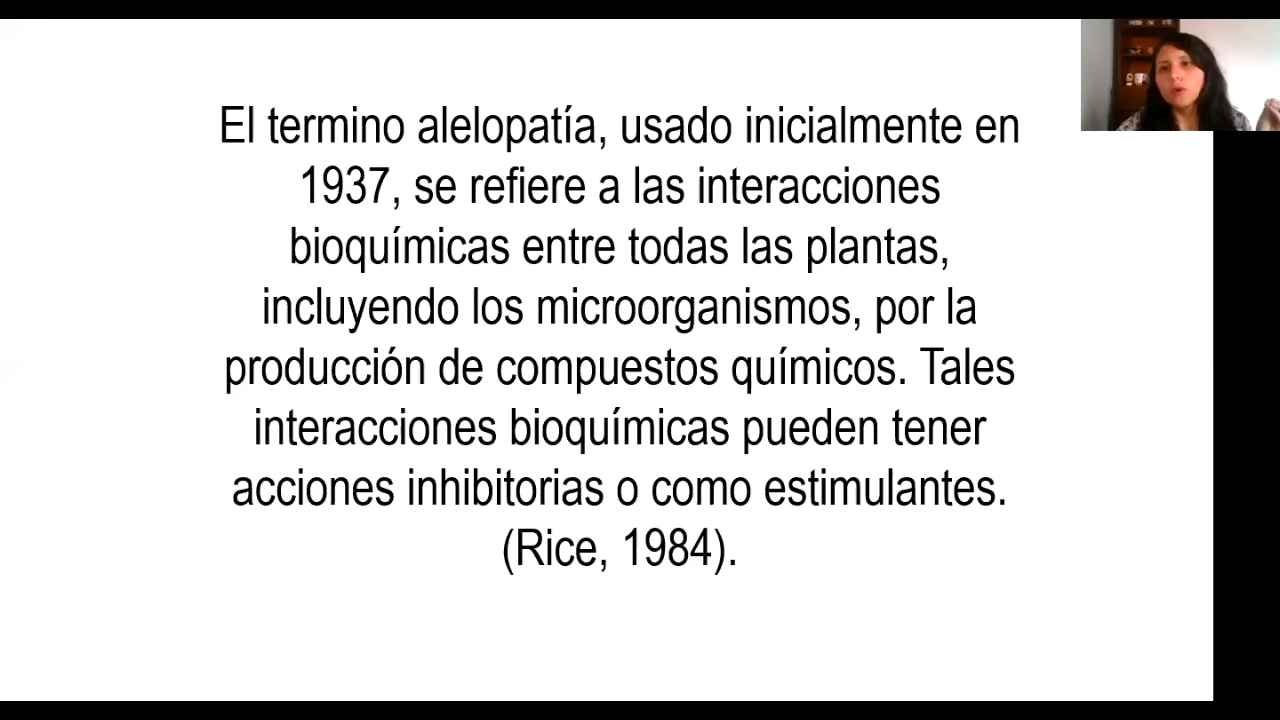 El termino alelopatía, usado inicialmente en
1937, se refiere a las interacciones
bioquímicas entre todas las plantas,
incluyendo los microorganismos, por la
producción de compuestos químicos. Tales
interacciones bioquímicas pueden tener
acciones inhibitorias o como estimulantes.
(Rice, 1984).